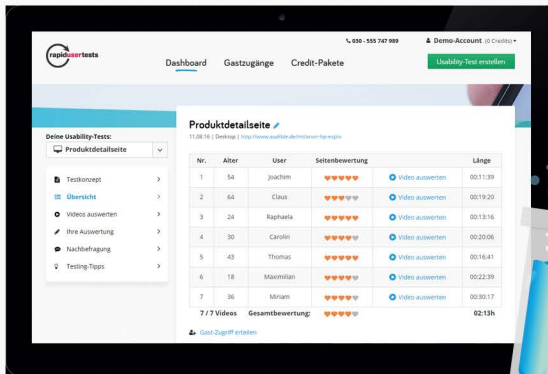 030 - 555 747 989
Demo-Account (0 Credits)
rapidusertests
Dashboard Gastzugänge Credit-Pakete
Usability-Test erstellen
Deine Usability-Tests:
Produktdetailseite
Testkonzept
Übersicht
Videos auswerten
Ihre Auswertung
Nachbefragung
Testing-Tipps
Produktdetailseite
11.08.16 | Desktop |
Nr. Alter User Seitenbewertung Länge
1 54 Joachim Video auswerten 00:11:39
2 64 Claus Video auswerten 00:19:20
3 24 Raphaela Video auswerten 00:13:16
4 30 Carolin Video auswerten 00:20:06
5 43 Thomas Video auswerten 00:16:41
6 18 Maximilian Video auswerten 00:22:39
7 36 Miriam Video auswerten 00:30:17
7 / 7 Videos Gesamtbewertung: 02:13h
Gast-Zugriff erteilen